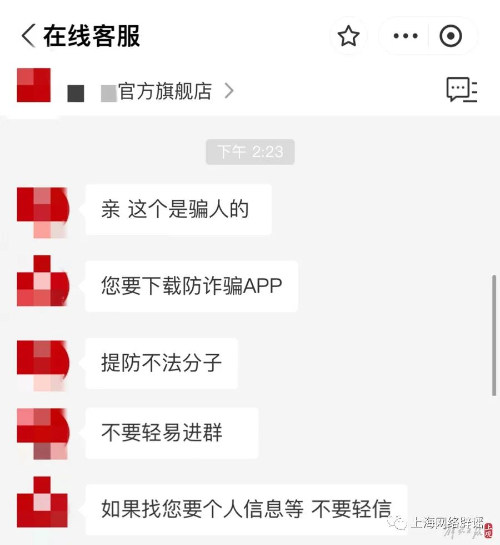 在线客服
官方旗舰店
下午 2:23
亲 这个是骗人的
您要下载防诈骗APP
提防不法分子
不要轻易进群
如果找您要个人信息等 不要轻信
上海网络辟谣